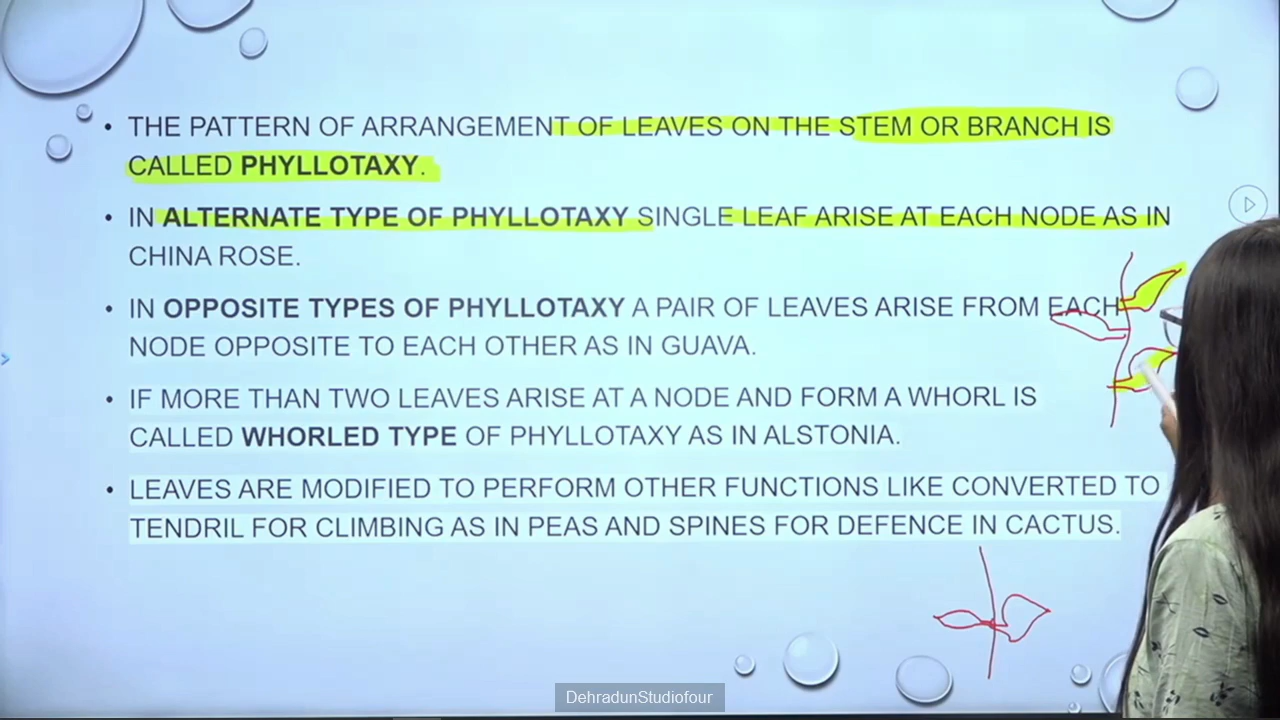 • THE PATTERN OF ARRANGEMENT OF LEAVES ON THE STEM OR BRANCH IS
CALLED PHYLLOTAXY.
• IN ALTERNATE TYPE OF PHYLLOTAXY SINGLE LEAF ARISE AT EACH NODE AS IN
CHINA ROSE.
• IN OPPOSITE TYPES OF PHYLLOTAXY A PAIR OF LEAVES ARISE FROM EACH
NODE OPPOSITE TO EACH OTHER AS IN GUAVA.
• IF MORE THAN TWO LEAVES ARISE AT A NODE AND FORM A WHORL IS
CALLED WHORLED TYPE OF PHYLLOTAXY AS IN ALSTONIA.
• LEAVES ARE MODIFIED TO PERFORM OTHER FUNCTIONS LIKE CONVERTED TO
TENDRIL FOR CLIMBING AS IN PEAS AND SPINES FOR DEFENCE IN CACTUS.
DehradunStudiofour